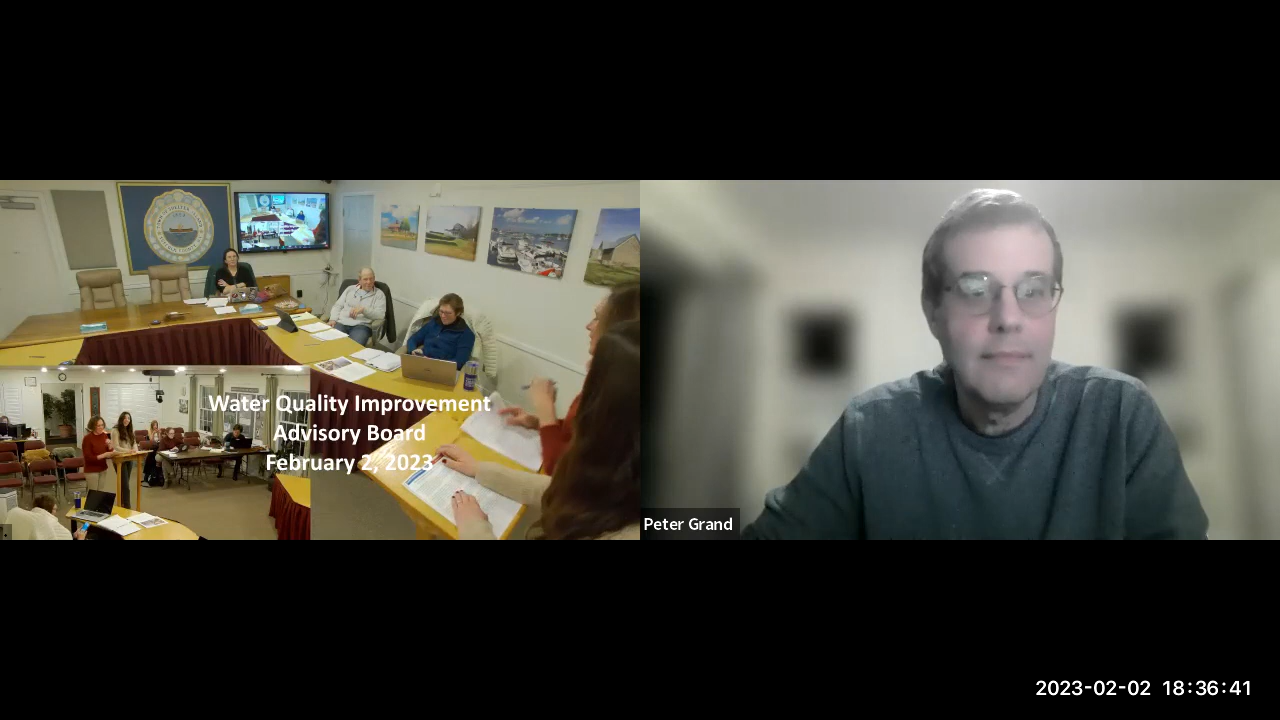 Water Quality Improvement
Advisory Board
February 2, 2023
Peter Grand
2023-02-02 18:36:41